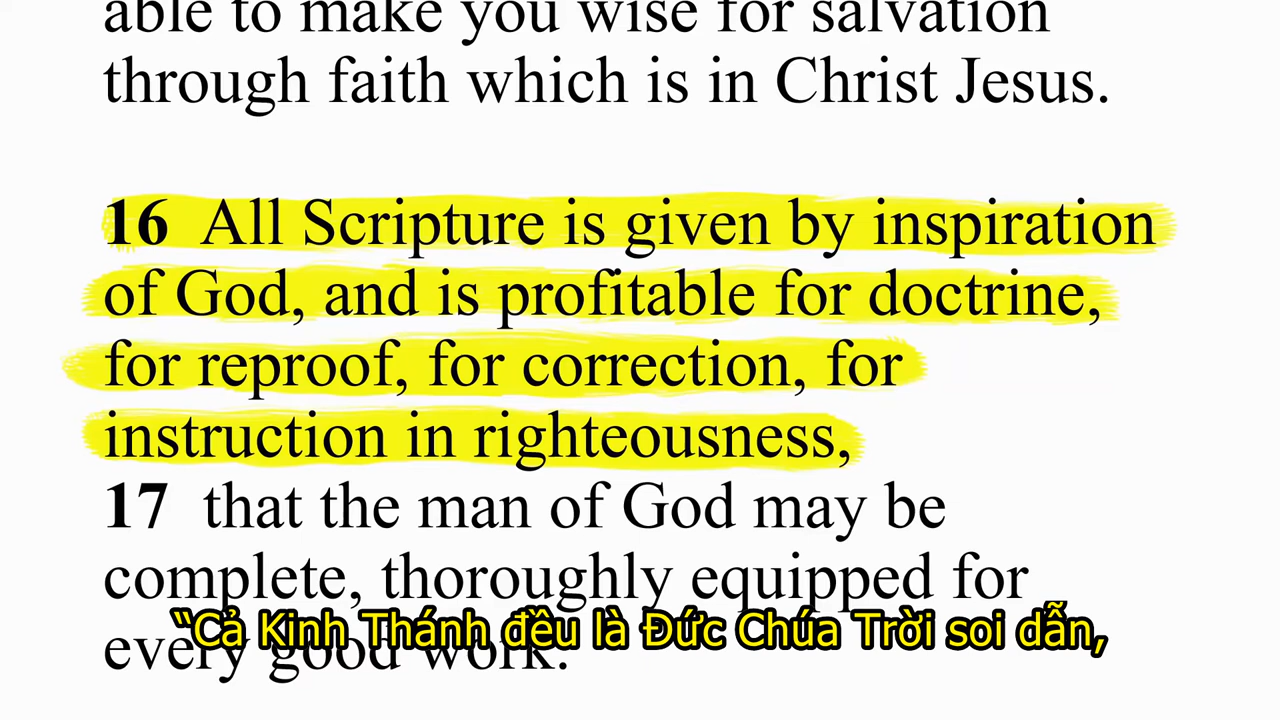 able to make you wise for salvation
through faith which is in Christ Jesus.
16 All Scripture is given by inspiration
of God, and is profitable for doctrine,
for reproof, for correction, for
instruction in righteousness,
17 that the man of God may be
complete, thoroughly equipped for
every good work.
“Cả Kinh Thánh đều là Đức Chúa Trời soi dẫn,